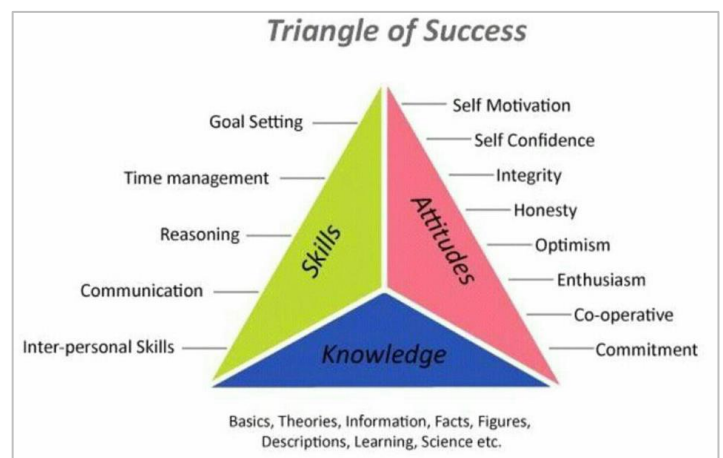 Triangle of Success
Goal Setting
Time management
Reasoning
Communication
Inter-personal Skills
Skills
Attitudes
Knowledge
Self Motivation
Self Confidence
Integrity
Honesty
Optimism
Enthusiasm
Co-operative
Commitment
Basics, Theories, Information, Facts, Figures,
Descriptions, Learning, Science etc.